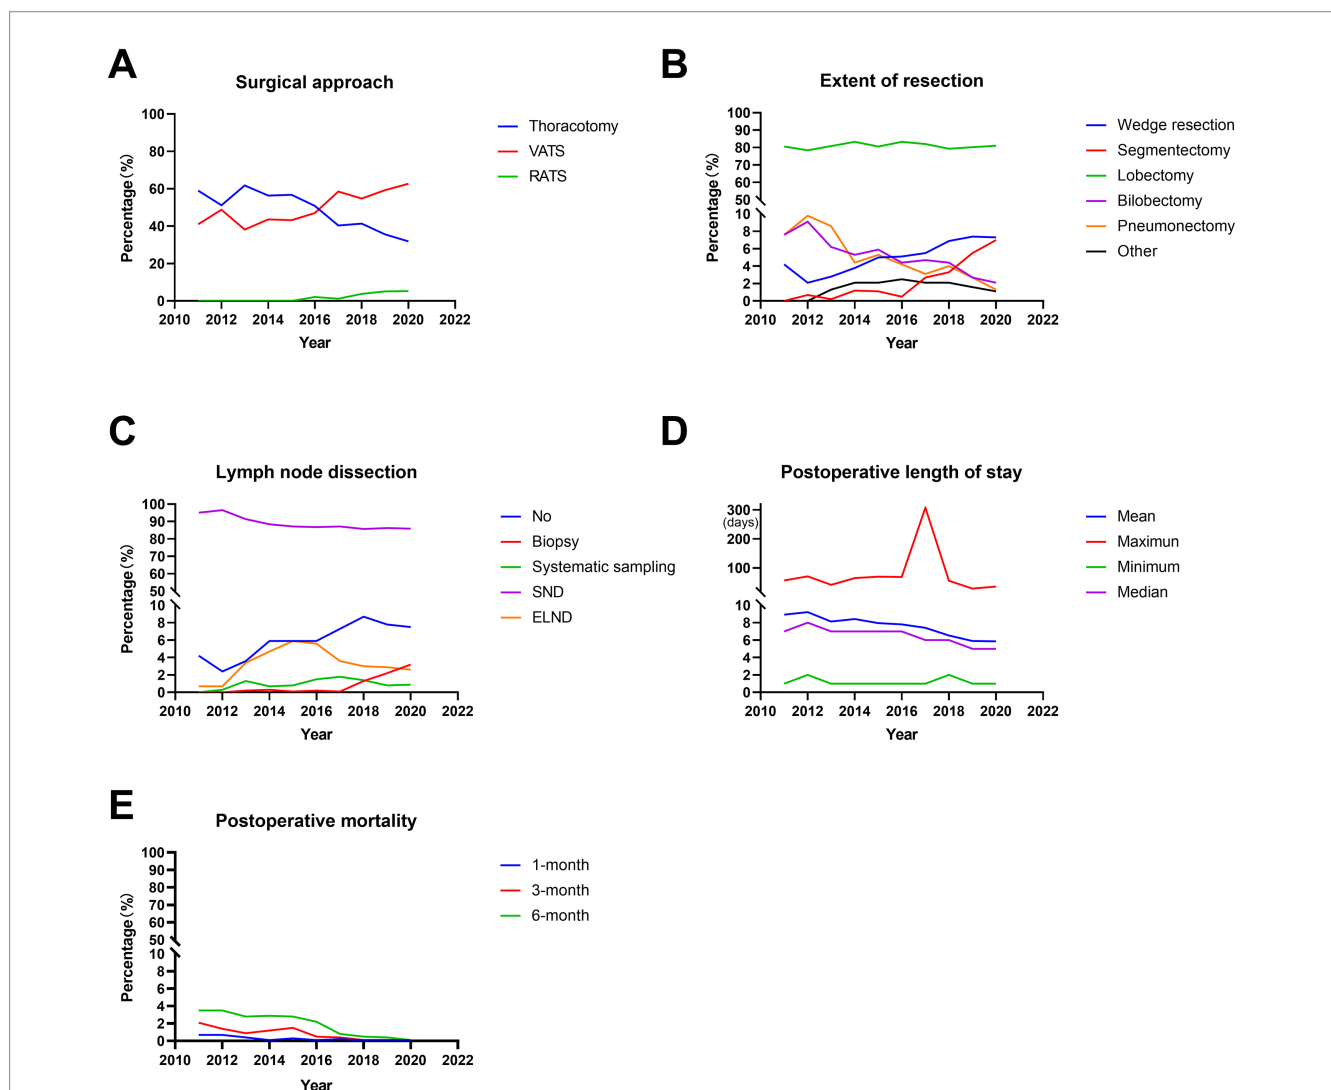 A
Surgical approach
Percentage (%)
100
80
60
40
20
0
2010 2012 2014 2016 2018 2020 2022
Year
Thoracotomy
VATS
RATS
B
Extent of resection
Percentage (%)
100
90
80
70
60
50
10
8
6
4
2
0
2010 2012 2014 2016 2018 2020 2022
Year
Wedge resection
Segmentectomy
Lobectomy
Bilobectomy
Pneumonectomy
Other
C
Lymph node dissection
Percentage (%)
100
90
80
70
60
50
10
8
6
4
2
0
2010 2012 2014 2016 2018 2020 2022
Year
No
Biopsy
Systematic sampling
SND
ELND
D
Postoperative length of stay
300
(days)
200
100
10
8
6
4
2
0
2010 2012 2014 2016 2018 2020 2022
Year
Mean
Maximun
Minimum
Median
E
Postoperative mortality
Percentage (%)
100
90
80
70
60
50
10
8
6
4
2
0
2010 2012 2014 2016 2018 2020 2022
Year
1-month
3-month
6-month